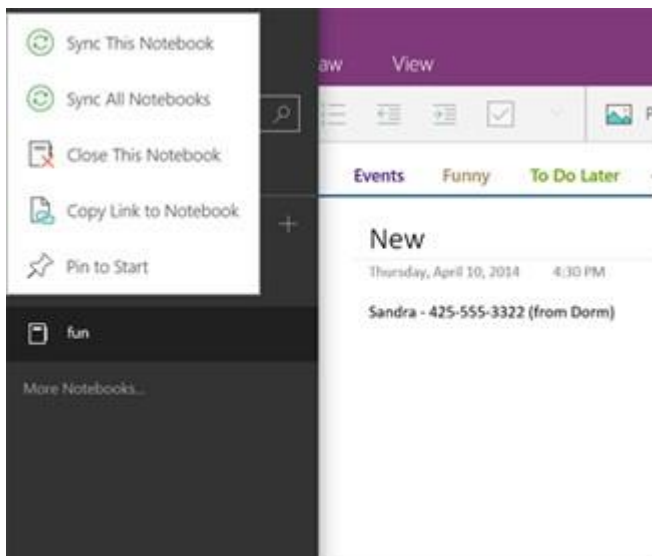 Sync This Notebook
Sync All Notebooks
Close This Notebook
Copy Link to Notebook
Pin to Start
fun
More Notebooks...
aw View
P
Events Funny To Do Later
New
Thursday, April 10, 2014 4:30 PM
Sandra - 425-555-3322 (from Dorm)